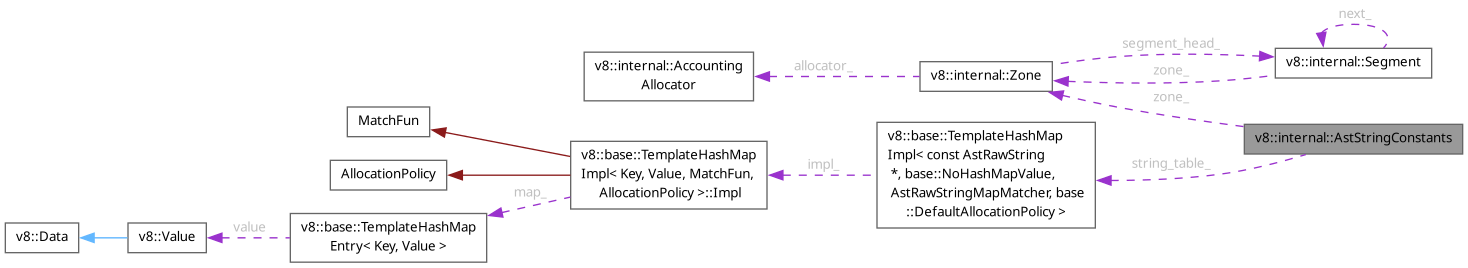 next_
segment_head_
v8::internal::Accounting
Allocator
allocator_
v8::internal::Zone
zone_
v8::internal::Segment
zone_
MatchFun
v8::internal::AstStringConstants
v8::base::TemplateHashMap
Impl< const AstRawString
*, base::NoHashMapValue,
AstRawStringMapMatcher, base
::DefaultAllocationPolicy >
string_table_
impl_
v8::base::TemplateHashMap
Impl< Key, Value, MatchFun,
AllocationPolicy >::Impl
AllocationPolicy
map_
v8::base::TemplateHashMap
Entry< Key, Value >
value
v8::Value
v8::Data